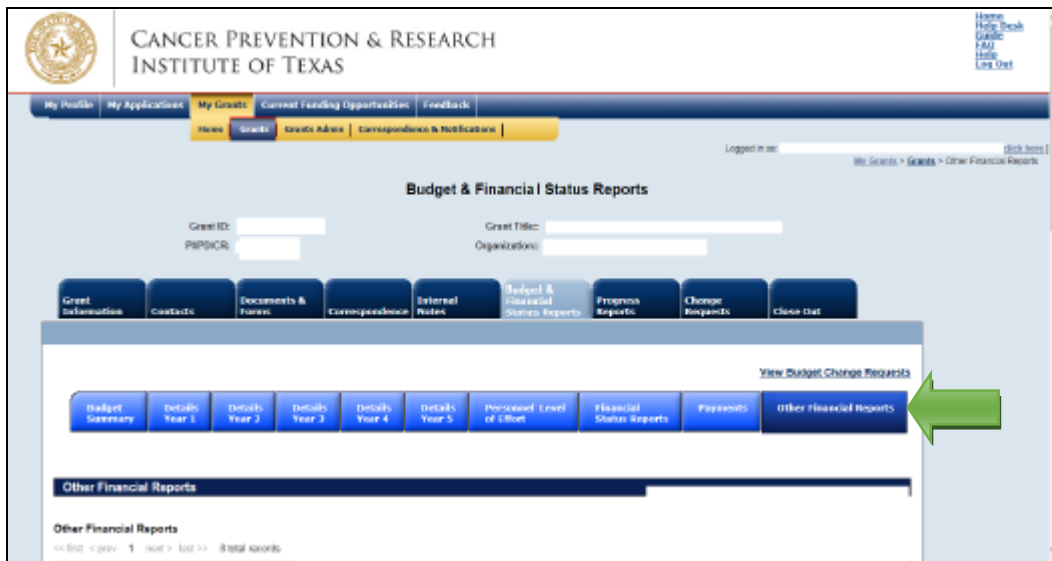 CANCER PREVENTION & RESEARCH
INSTITUTE OF TEXAS
Home
Help Desk
Guide
FAQ
Help
Log Out
My Profile My Applications My Grants Current Funding Opportunities Feedback
Home Grants Grants Admin Correspondence & Notifications
Logged in as: click here ]
My Grants > Grants > Other Financial Reports
Budget & Financial Status Reports
Grant ID: Grant Title:
PI/PD/CR: Organization:
Grant Information Contacts Documents & Forms Correspondence Internal Notes Budget & Financial Status Reports Progress Reports Change Requests Close Out
View Budget Change Requests
Budget Summary Details Year 1 Details Year 2 Details Year 3 Details Year 4 Details Year 5 Personnel Level of Effort Financial Status Reports Payments Other Financial Reports
Other Financial Reports
Other Financial Reports
<< first < prev 1 next > last >> 8 total records